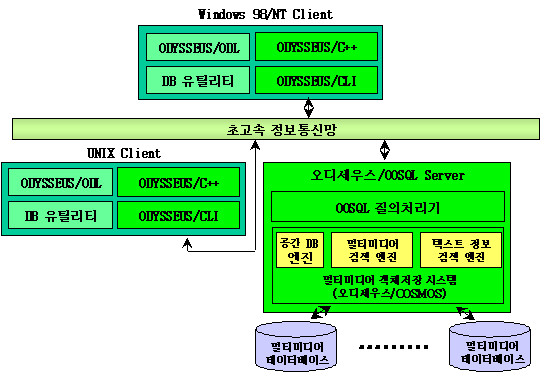 Windows 98/NT Client
ODYSSEUS/ODL
ODYSSEUS/C++
DB 유틸리티
ODYSSEUS/CLI
초고속 정보통신망
UNIX Client
ODYSSEUS/ODL
ODYSSEUS/C++
DB 유틸리티
ODYSSEUS/CLI
오디세우스/OOSQL Server
OOSQL 질의처리기
공간 DB
엔진
멀티미디어
검색 엔진
텍스트 정보
검색 엔진
멀티미디어 객체저장 시스템
(오디세우스/COSMOS)
멀티미디어
데이터베이스
멀티미디어
데이터베이스